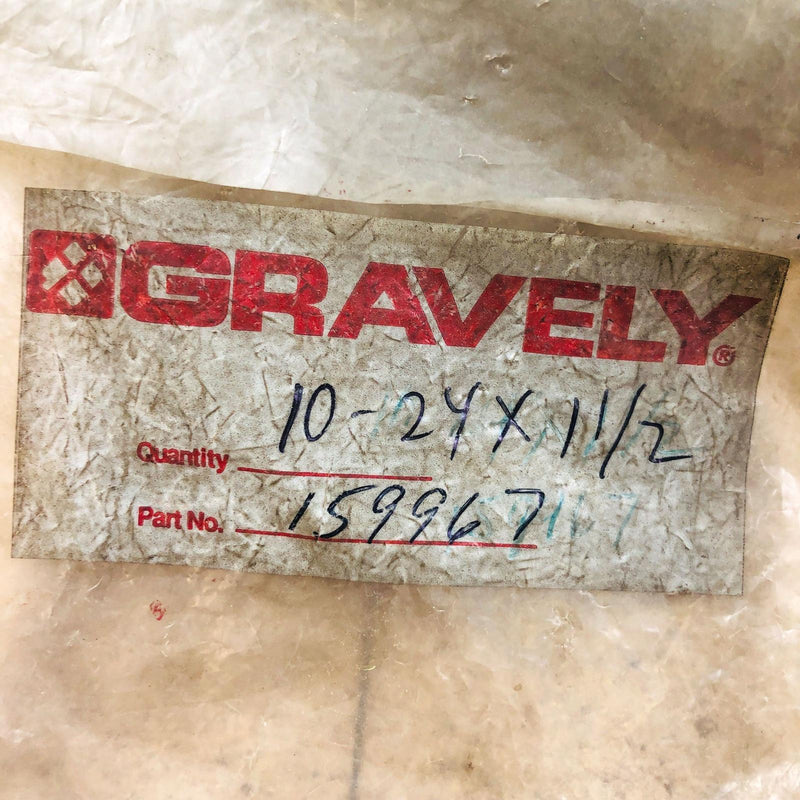 GRAVELY®
10-24 X 1 1/2
Quantity
Part No. 159967